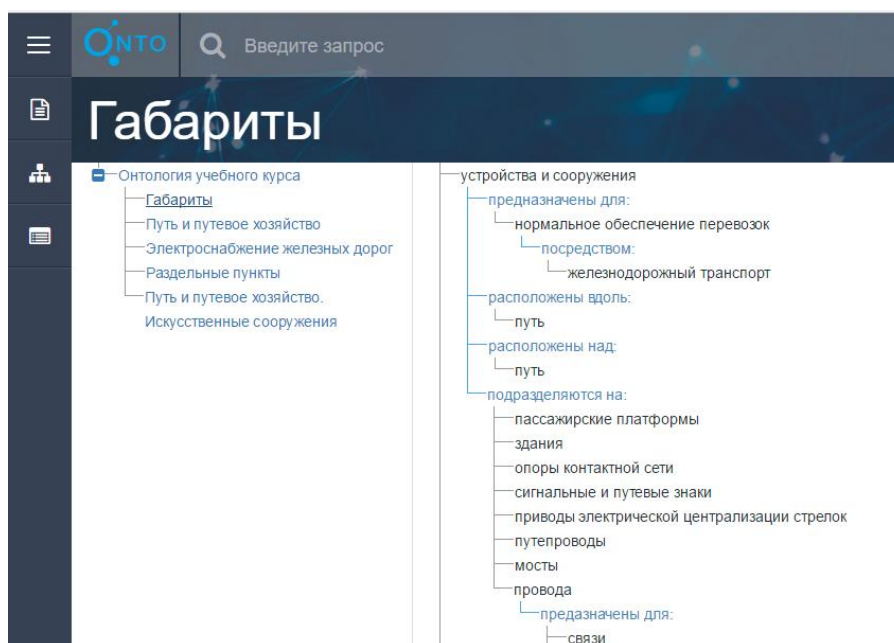 ONTO
Введите запрос
Габариты
Онтология учебного курса
Габариты
Путь и путевое хозяйство
Электроснабжение железных дорог
Раздельные пункты
Путь и путевое хозяйство.
Искусственные сооружения
устройства и сооружения
предназначены для:
нормальное обеспечение перевозок
посредством:
железнодорожный транспорт
расположены вдоль:
путь
расположены над:
путь
подразделяются на:
пассажирские платформы
здания
опоры контактной сети
сигнальные и путевые знаки
приводы электрической централизации стрелок
путепроводы
мосты
провода
предазначены для:
связи